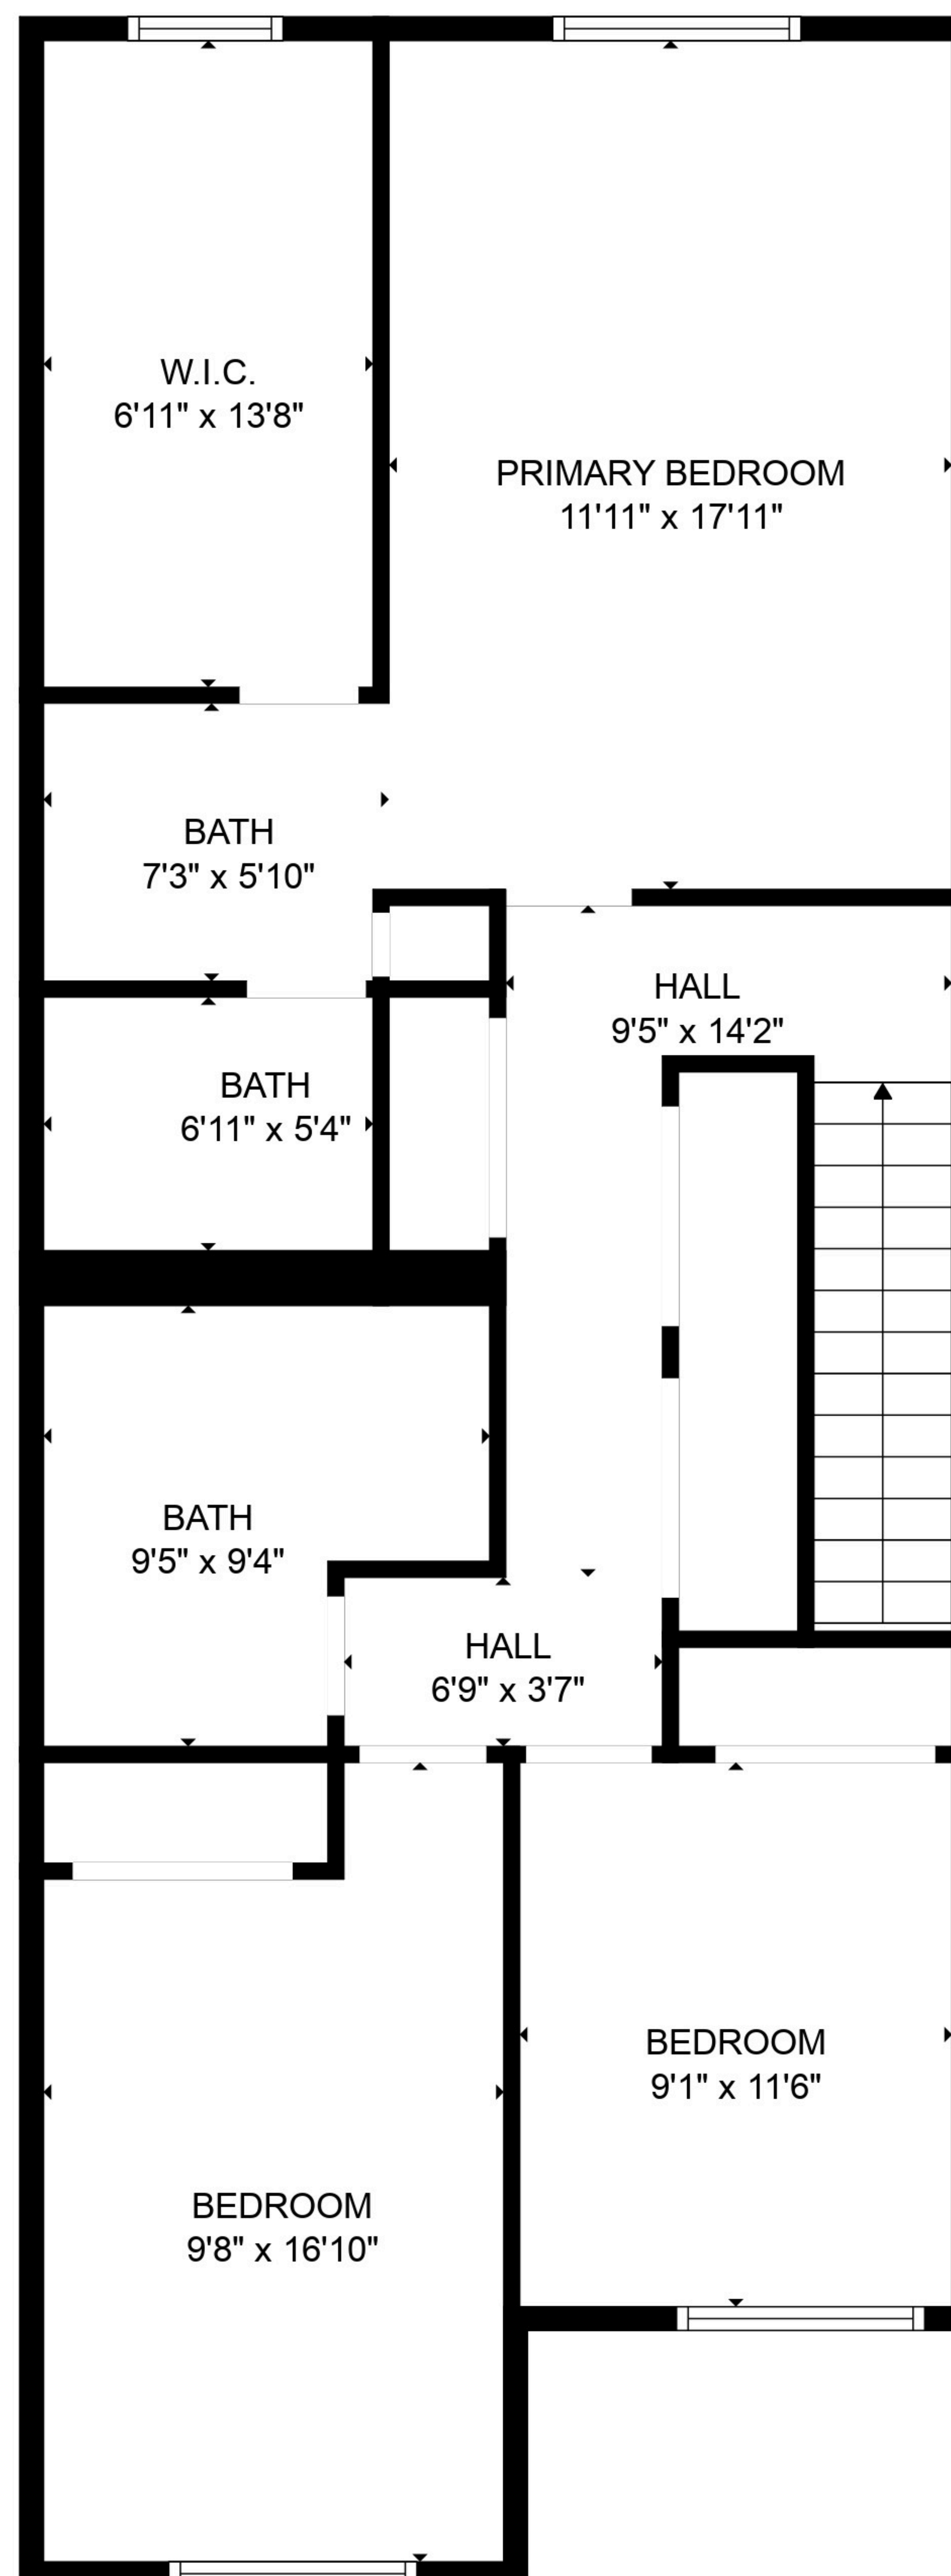 W.I.C.
6'11" x 13'8"
PRIMARY BEDROOM
11'11" x 17'11"
BATH
7'3" x 5'10"
HALL
9'5" x 14'2"
BATH
6'11" x 5'4"
BATH
9'5" x 9'4"
HALL
6'9" x 3'7"
BEDROOM
9'1" x 11'6"
BEDROOM
9'8" x 16'10"